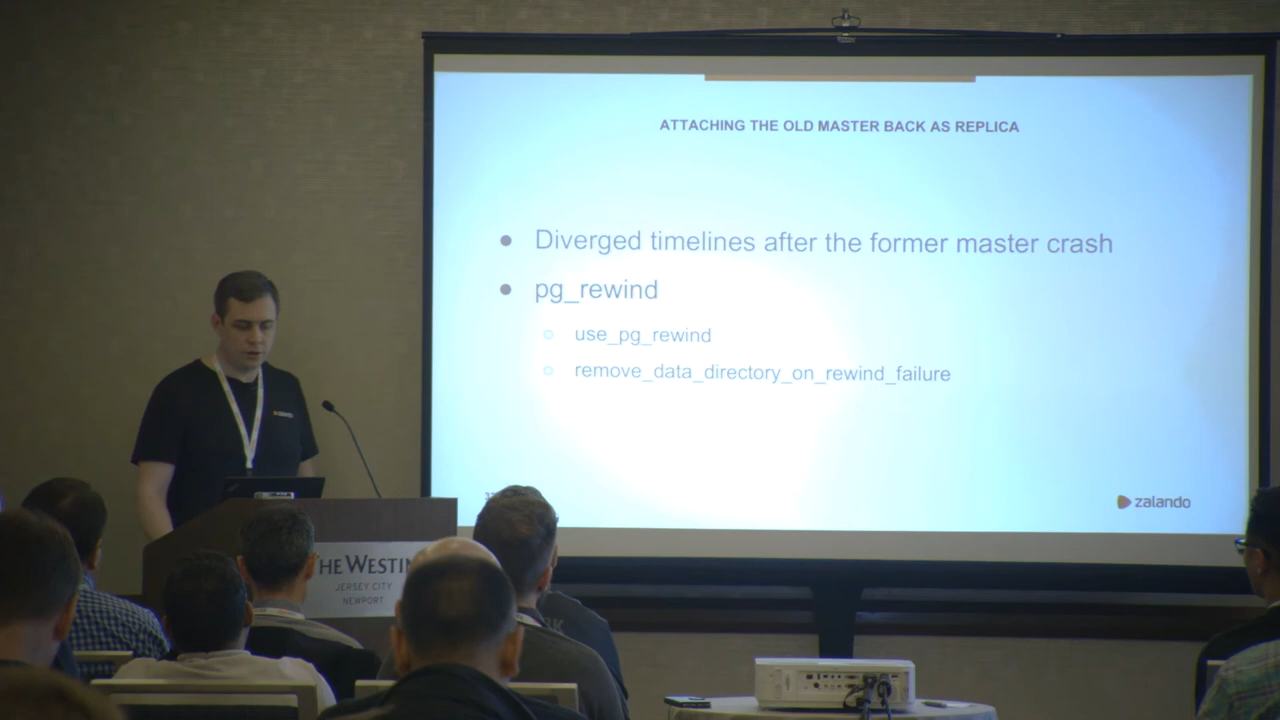 ATTACHING THE OLD MASTER BACK AS REPLICA
Diverged timelines after the former master crash
pg_rewind
use_pg_rewind
remove_data_directory_on_rewind_failure
zalando
THE WESTIN
JERSEY CITY
NEWPORT